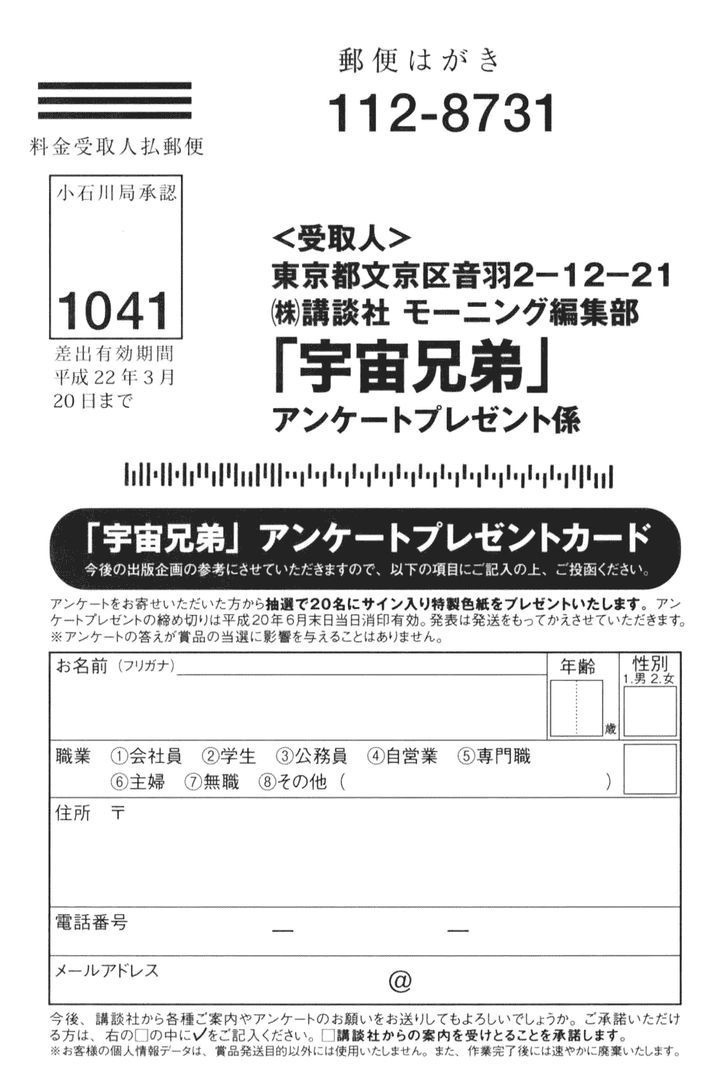 郵便はがき
112-8731
料金受取人払郵便
小石川局承認
1041
差出有効期間
平成22年3月
20日まで
＜受取人＞
東京都文京区音羽2－12－21
㈱講談社 モーニング編集部
「宇宙兄弟」
アンケートプレゼント係
「宇宙兄弟」アンケートプレゼントカード
今後の出版企画の参考にさせていただきますので、以下の項目にご記入の上、ご投函ください。
アンケートをお寄せいただいた方から抽選で20名にサイン入り特製色紙をプレゼントいたします。アン
ケートプレゼントの締め切りは平成20年6月末日当日消印有効。発表は発送をもってかえさせていただきます。
※アンケートの答えが賞品の当選に影響を与えることはありません。
お名前（フリガナ）
年齢
歳
性別
1.男 2.女
職業 ①会社員 ②学生 ③公務員 ④自営業 ⑤専門職
⑥主婦 ⑦無職 ⑧その他（ ）
住所 〒
電話番号 ― ―
メールアドレス @
今後、講談社から各種ご案内やアンケートのお願いをお送りしてもよろしいでしょうか。ご承諾いただけ
る方は、右の□の中に✓をご記入ください。□講談社からの案内を受けとることを承諾します。
※お客様の個人情報データは、賞品発送目的以外には使用いたしません。また、作業完了後には速やかに廃棄いたします。